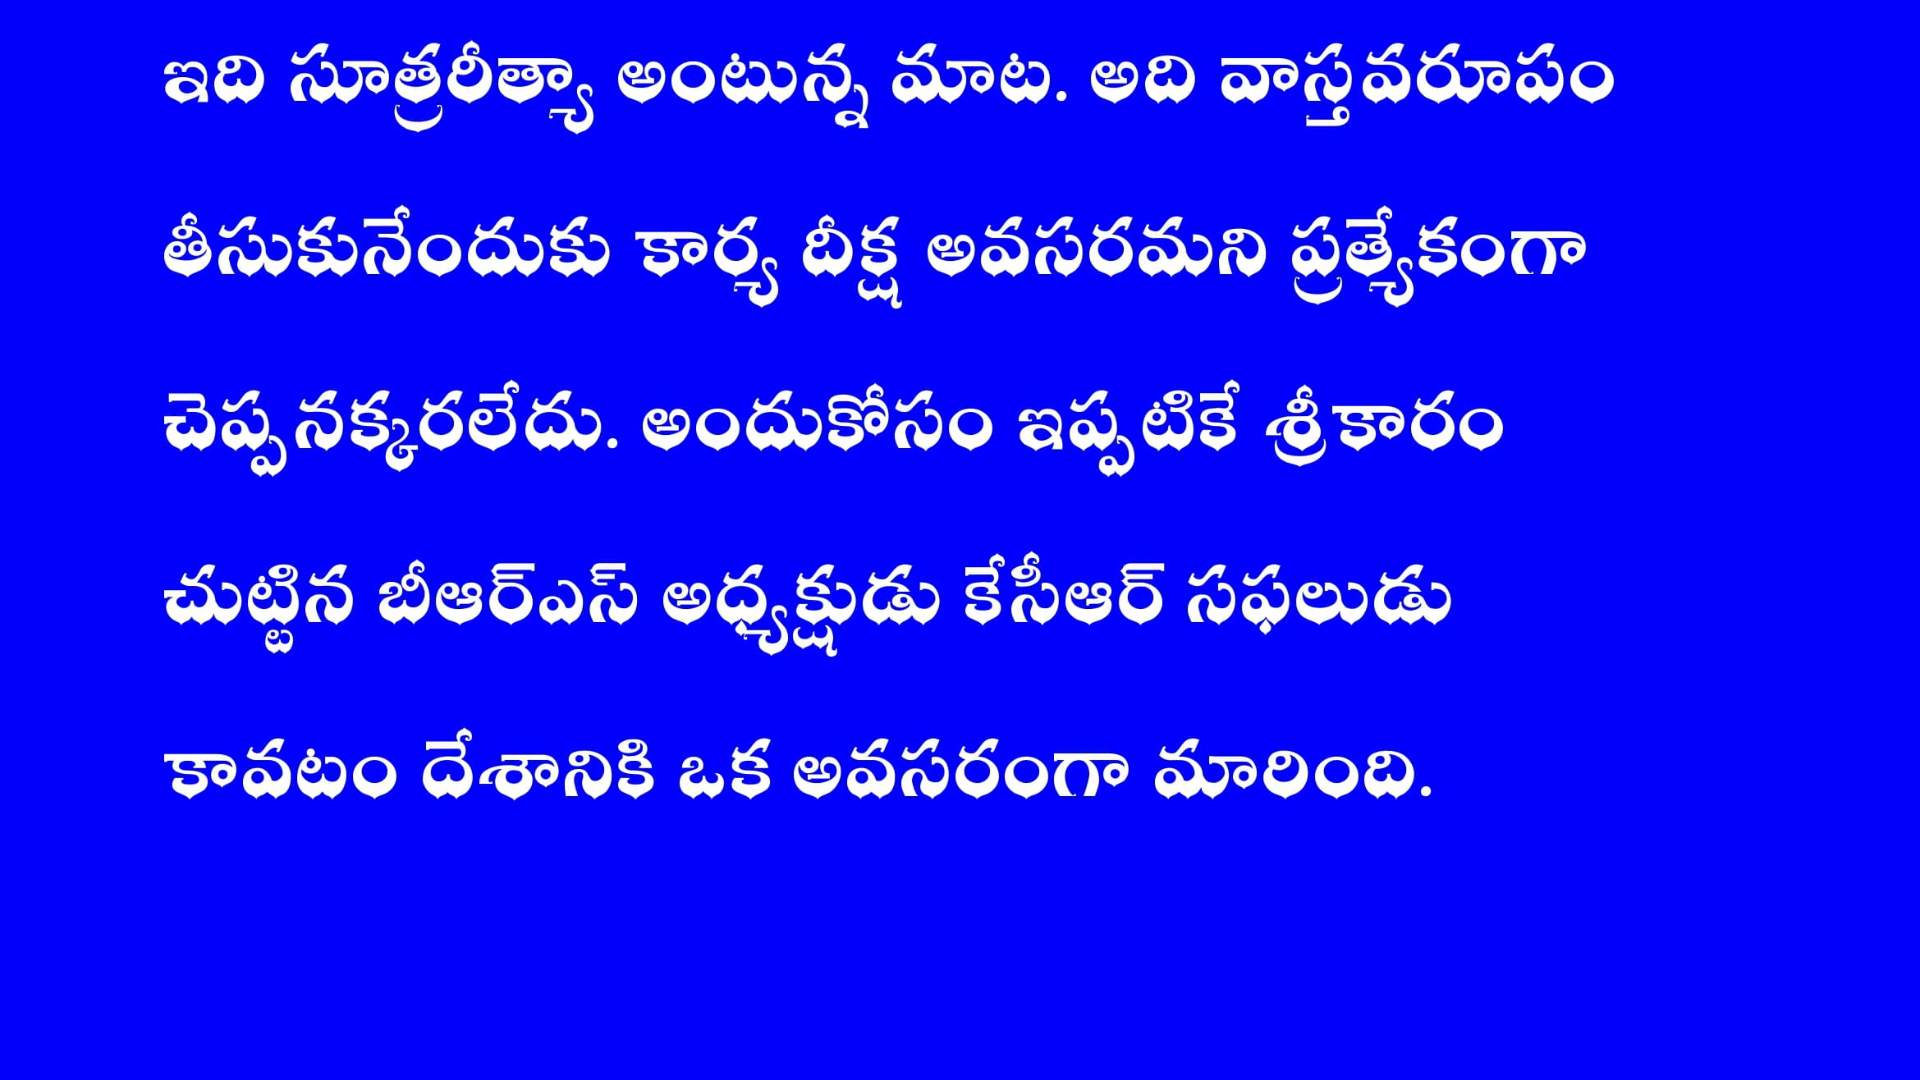 ఇది సూత్రరీత్యా అంటున్న మాట. అది వాస్తవరూపం
తీసుకునేందుకు కార్య దీక్ష అవసరమని ప్రత్యేకంగా
చెప్పనక్కరలేదు. అందుకోసం ఇప్పటికే శ్రీకారం
చుట్టిన బీఆర్ఎస్ అధ్యక్షుడు కేసీఆర్ సఫలుడు
కావటం దేశానికి ఒక అవసరంగా మారింది.